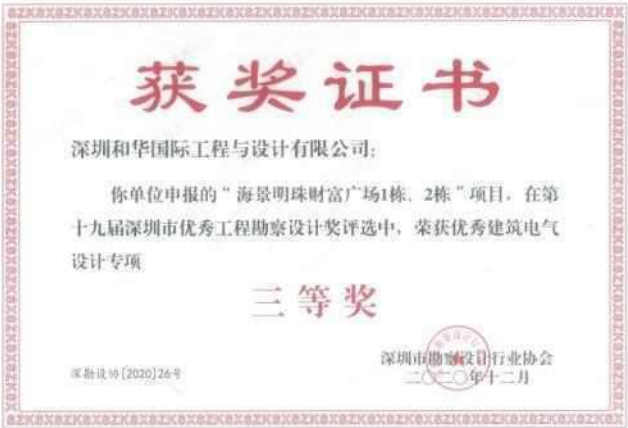 获奖证书
深圳和华国际工程与设计有限公司:
你单位申报的“海景明珠财富广场1栋、2栋”项目，在第
十九届深圳市优秀工程勘察设计奖评选中，荣获优秀建筑电气
设计专项
三等奖
深圳市勘察设计行业协会
深勘设协[2020]26号
二〇二〇年十二月